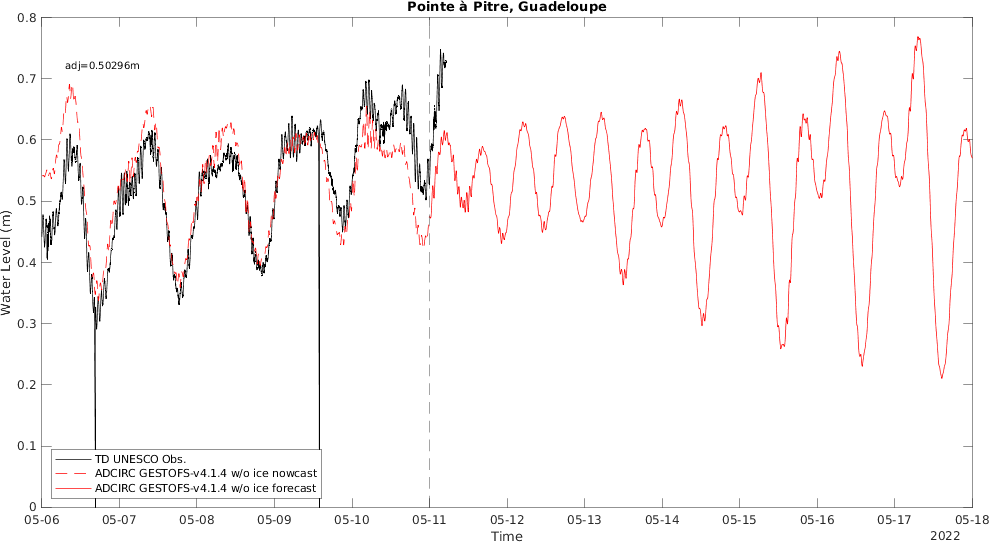 Pointe à Pitre, Guadeloupe
adj=0.50296m
Water Level (m)
0.8
0.7
0.6
0.5
0.4
0.3
0.2
0.1
0
TD UNESCO Obs.
ADCIRC GESTOFS-v4.1.4 w/o ice nowcast
ADCIRC GESTOFS-v4.1.4 w/o ice forecast
05-06 05-07 05-08 05-09 05-10 05-11 05-12 05-13 05-14 05-15 05-16 05-17 05-18
Time
2022